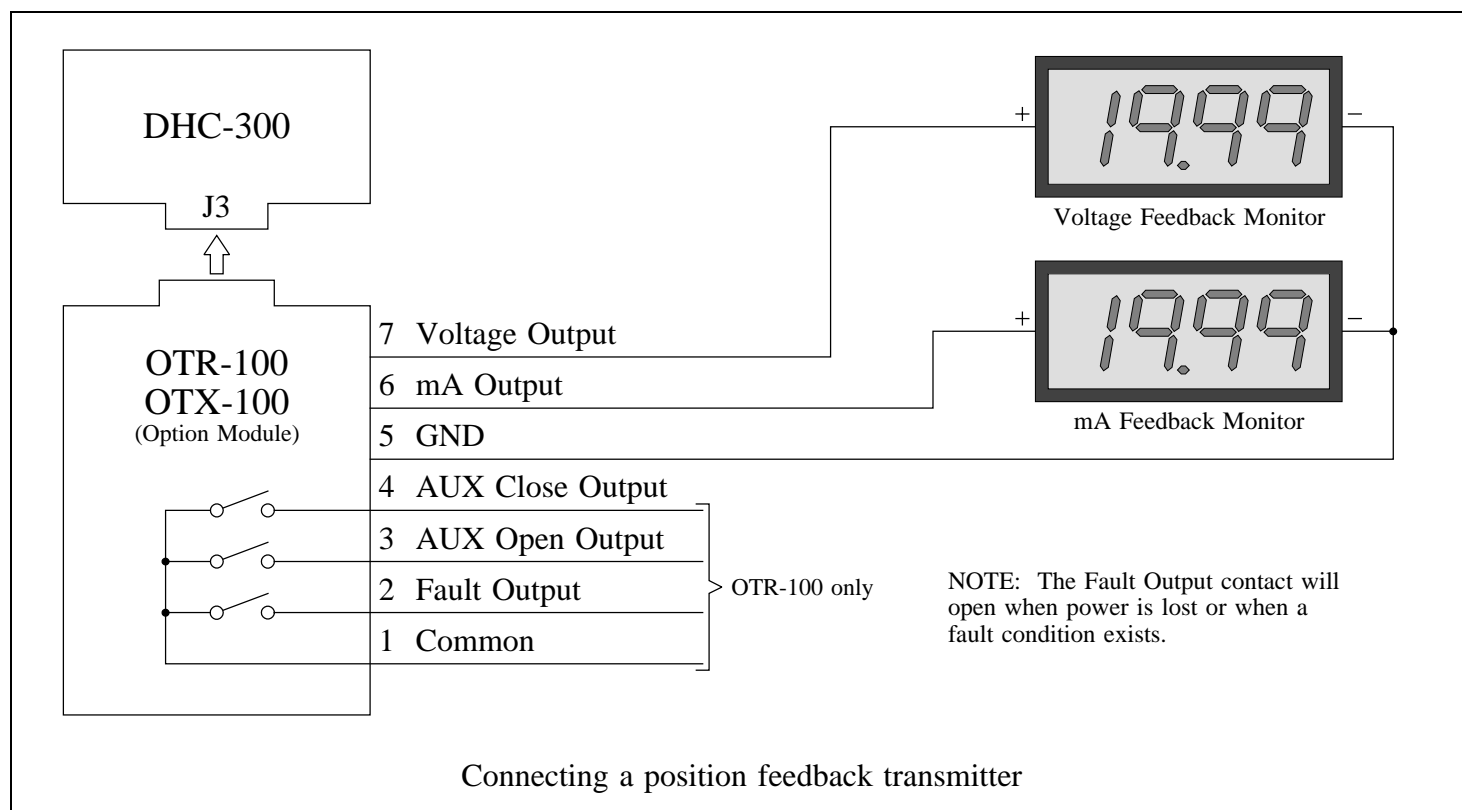 DHC-300
J3
OTR-100
OTX-100
(Option Module)
7 Voltage Output
6 mA Output
5 GND
4 AUX Close Output
3 AUX Open Output
2 Fault Output
1 Common
OTR-100 only
+ 19.99 −
Voltage Feedback Monitor
+ 19.99 −
mA Feedback Monitor
NOTE: The Fault Output contact will
open when power is lost or when a
fault condition exists.
Connecting a position feedback transmitter